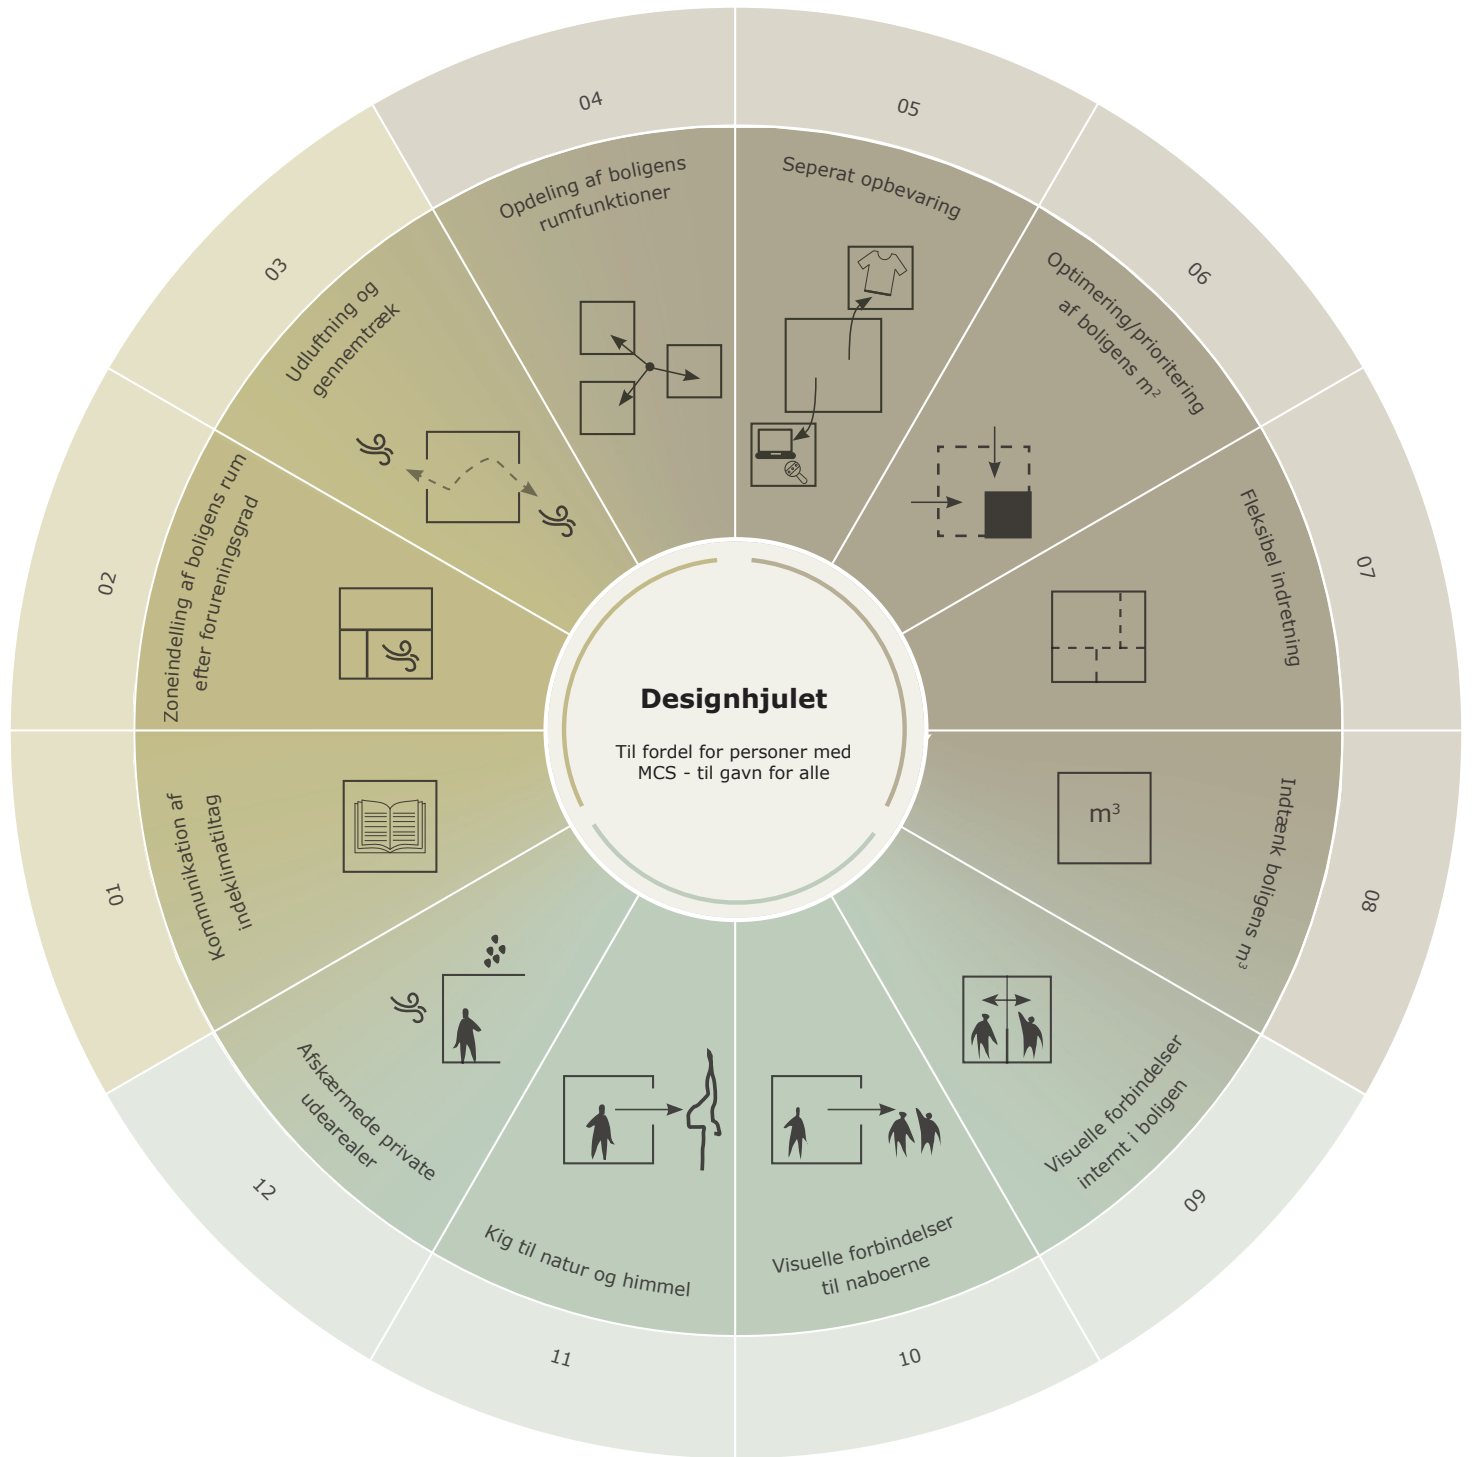 Designhjulet
Til fordel for personer med
MCS - til gavn for alle
01
Kommunikation af
indeklimatiltag
02
Zoneindelling af boligens rum
efter forureningsgrad
03
Udluftning og
gennemtræk
04
Opdeling af boligens
rumfunktioner
05
Seperat opbevaring
06
Optimering/prioritering
af boligens m²
07
Fleksibel indretning
08
Indtænk boligens m³
m³
09
Visuelle forbindelser
internt i boligen
10
Visuelle forbindelser
til naboerne
11
Kig til natur og himmel
12
Afskærmede private
udearealer